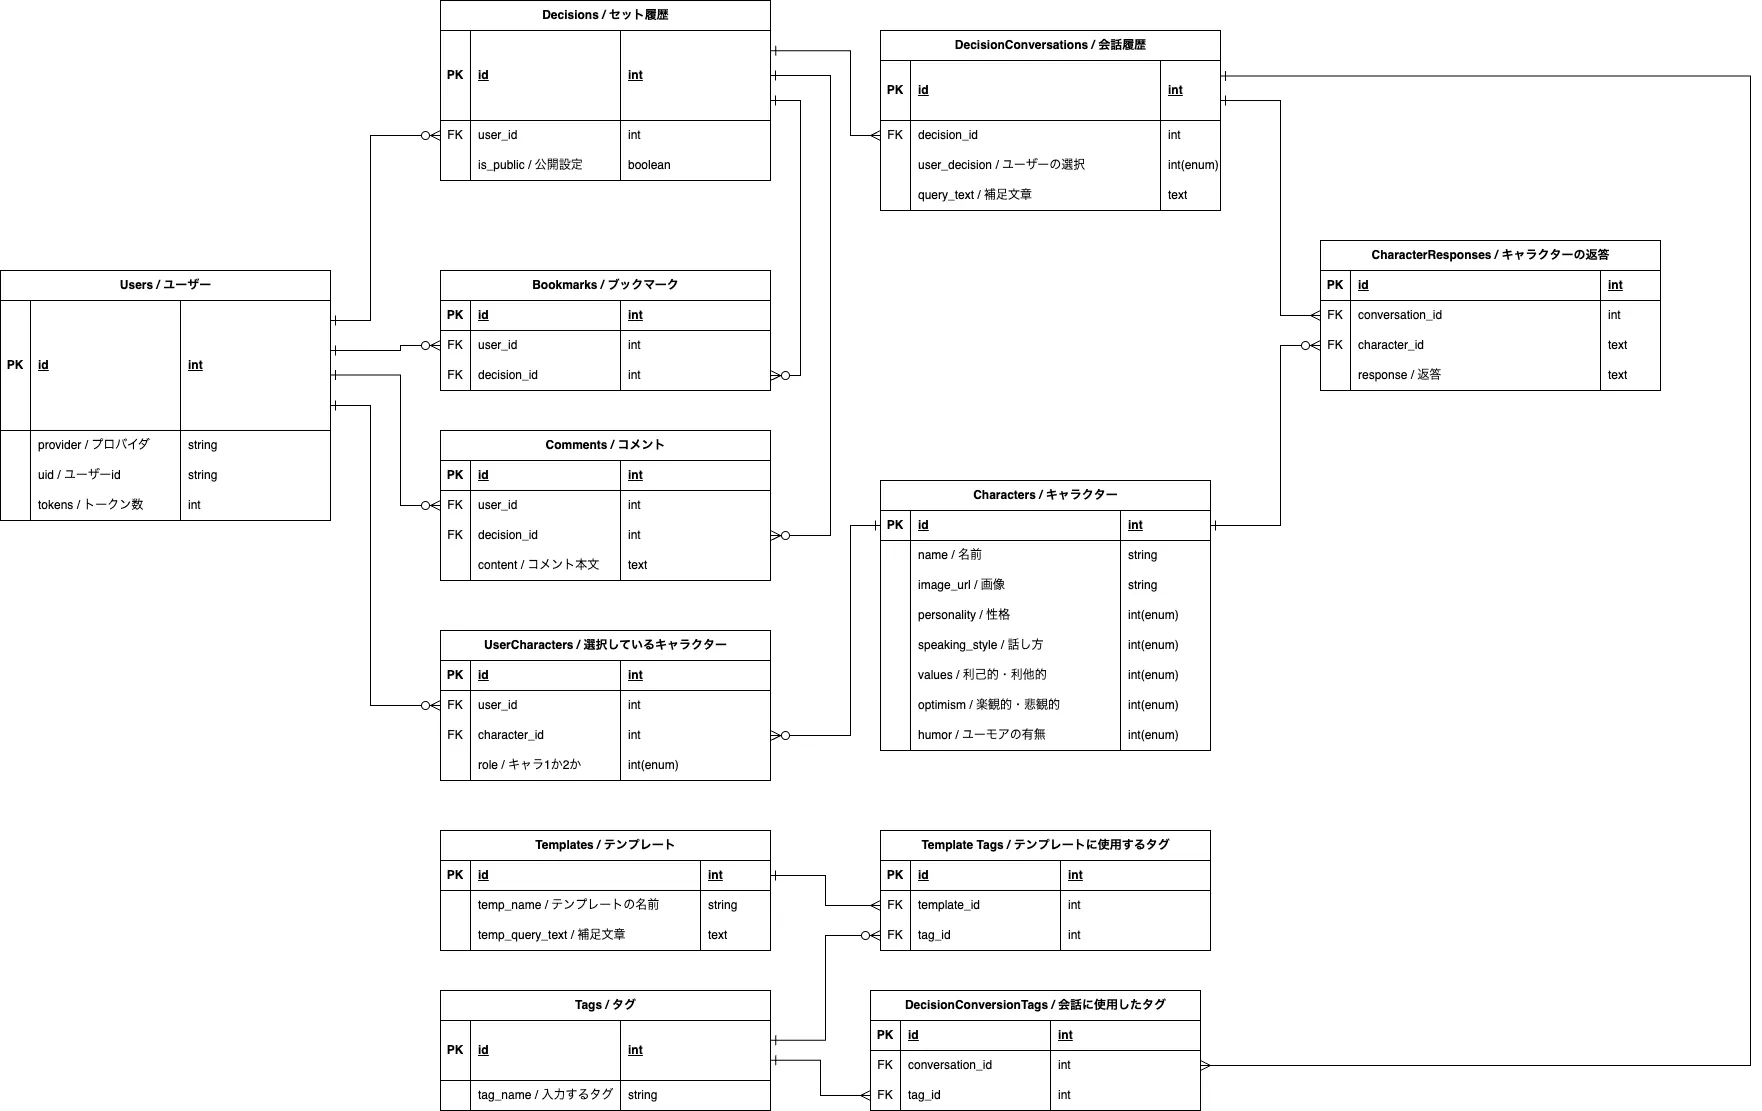 Decisions / セット履歴
PK id int
FK user_id int
is_public / 公開設定 boolean
DecisionConversations / 会話履歴
PK id int
FK decision_id int
user_decision / ユーザーの選択 int(enum)
query_text / 補足文章 text
CharacterResponses / キャラクターの返答
PK id int
FK conversation_id int
FK character_id text
response / 返答 text
Users / ユーザー
PK id int
provider / プロバイダ string
uid / ユーザーid string
tokens / トークン数 int
Bookmarks / ブックマーク
PK id int
FK user_id int
FK decision_id int
Comments / コメント
PK id int
FK user_id int
FK decision_id int
content / コメント本文 text
Characters / キャラクター
PK id int
name / 名前 string
image_url / 画像 string
personality / 性格 int(enum)
speaking_style / 話し方 int(enum)
values / 利己的・利他的 int(enum)
optimism / 楽観的・悲観的 int(enum)
humor / ユーモアの有無 int(enum)
UserCharacters / 選択しているキャラクター
PK id int
FK user_id int
FK character_id int
role / キャラ1か2か int(enum)
Templates / テンプレート
PK id int
temp_name / テンプレートの名前 string
temp_query_text / 補足文章 text
Template Tags / テンプレートに使用するタグ
PK id int
FK template_id int
FK tag_id int
Tags / タグ
PK id int
tag_name / 入力するタグ string
DecisionConversionTags / 会話に使用したタグ
PK id int
FK conversation_id int
FK tag_id int